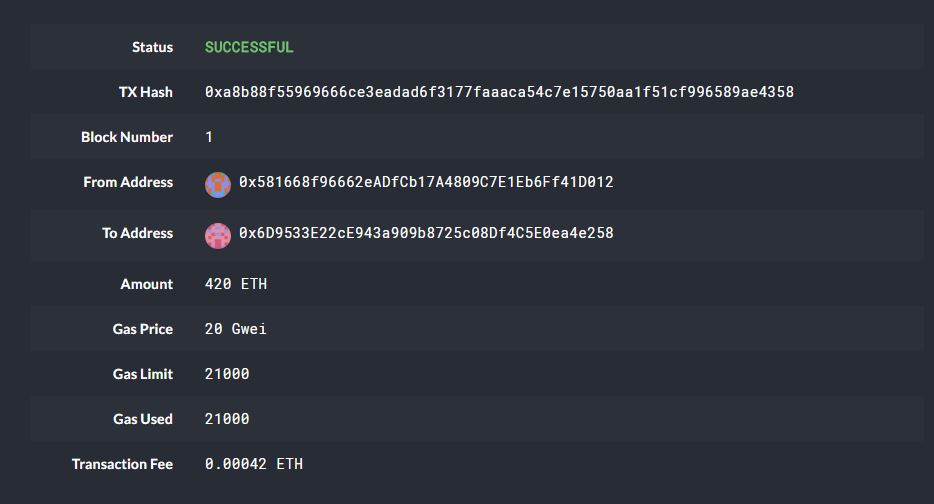 Status SUCCESSFUL
TX Hash 0xa8b88f55969666ce3eadad6f3177faaaca54c7e15750aa1f51cf996589ae4358
Block Number 1
From Address 0x581668f96662eADfCb17A4809C7E1Eb6Ff41D012
To Address 0x6D9533E22cE943a909b8725c08Df4C5E0ea4e258
Amount 420 ETH
Gas Price 20 Gwei
Gas Limit 21000
Gas Used 21000
Transaction Fee 0.00042 ETH